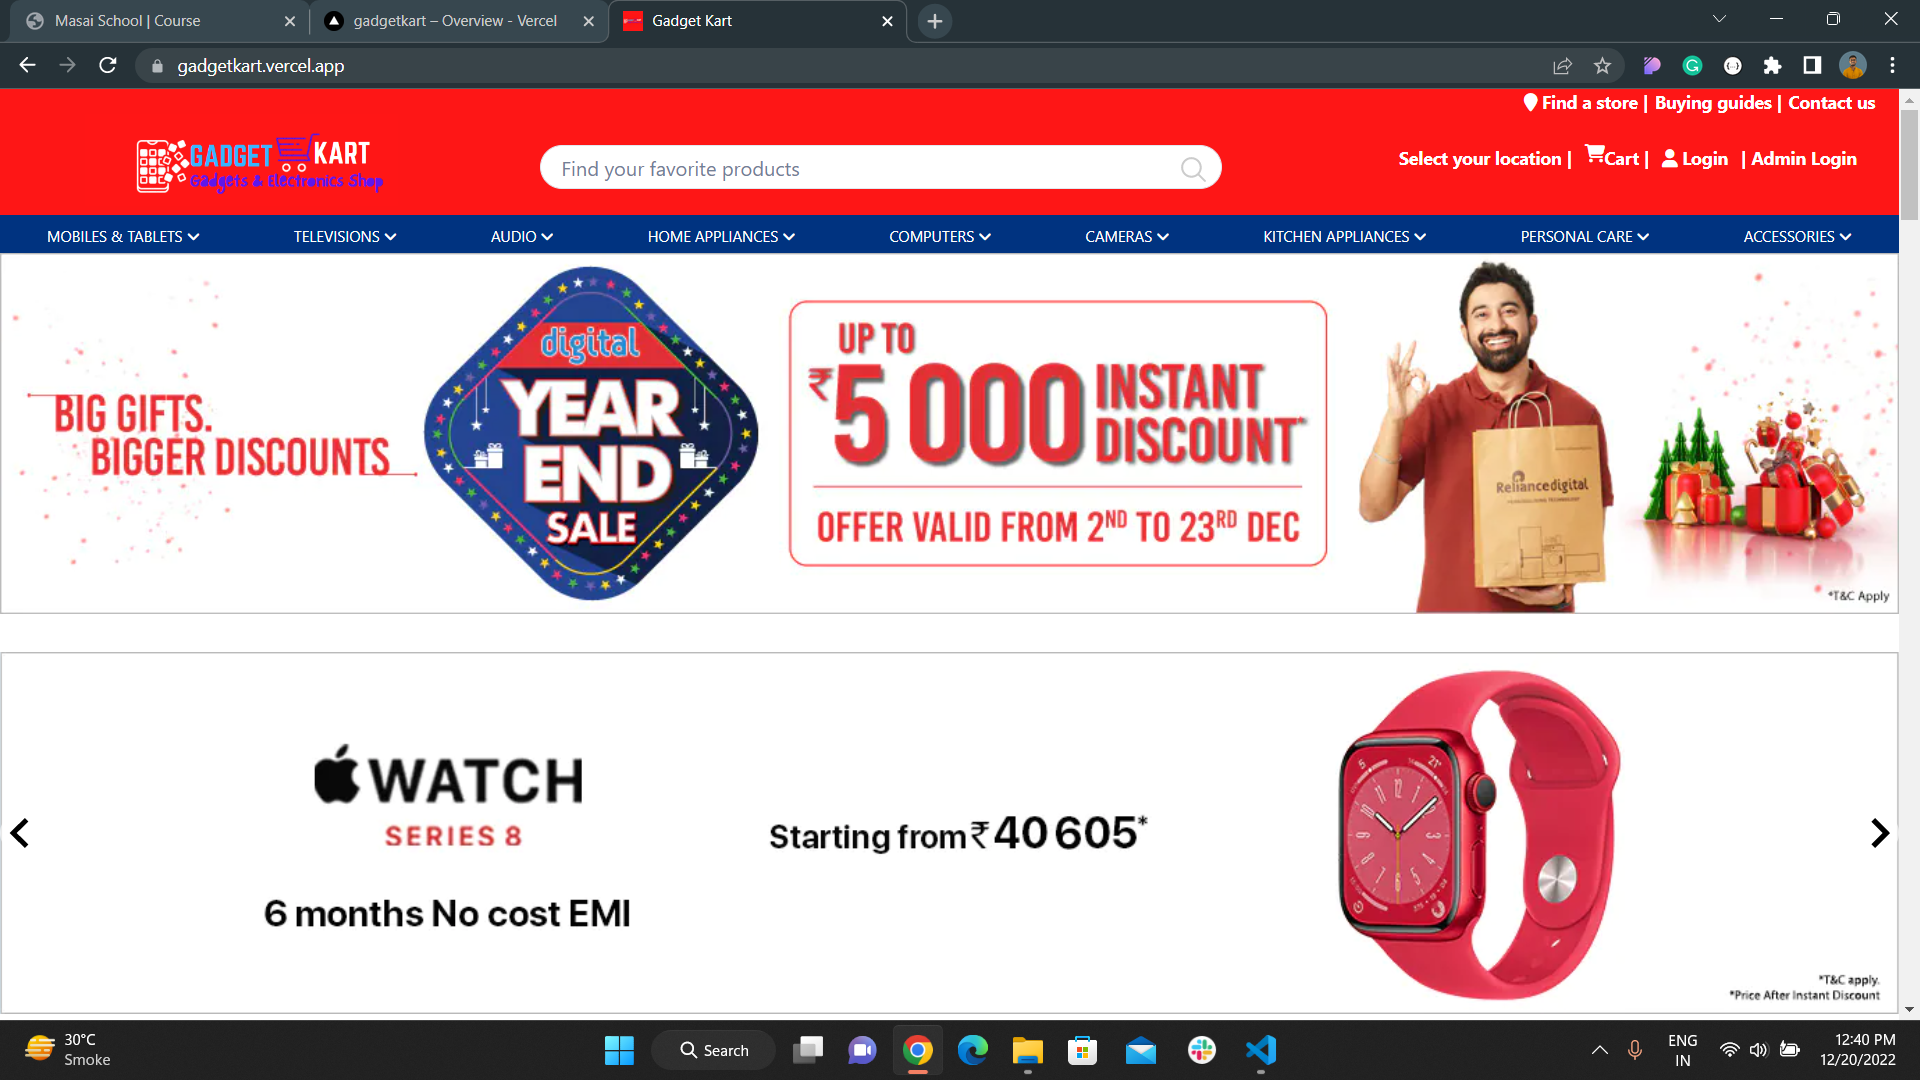 Masai School | Course
gadgetkart – Overview - Vercel
Gadget Kart
gadgetkart.vercel.app
Find a store | Buying guides | Contact us
GADGET KART
Gadgets & Electronics Shop
Find your favorite products
Select your location | Cart | Login | Admin Login
MOBILES & TABLETS TELEVISIONS AUDIO HOME APPLIANCES COMPUTERS CAMERAS KITCHEN APPLIANCES PERSONAL CARE ACCESSORIES
BIG GIFTS.
BIGGER DISCOUNTS
digital
YEAR
END
SALE
UP TO
₹5 000 INSTANT
DISCOUNT*
OFFER VALID FROM 2ND TO 23RD DEC
Reliancedigital
*T&C Apply
WATCH
SERIES 8
6 months No cost EMI
Starting from ₹40 605*
*T&C apply.
*Price After Instant Discount
30°C
Smoke
Search
ENG
IN
12:40 PM
12/20/2022